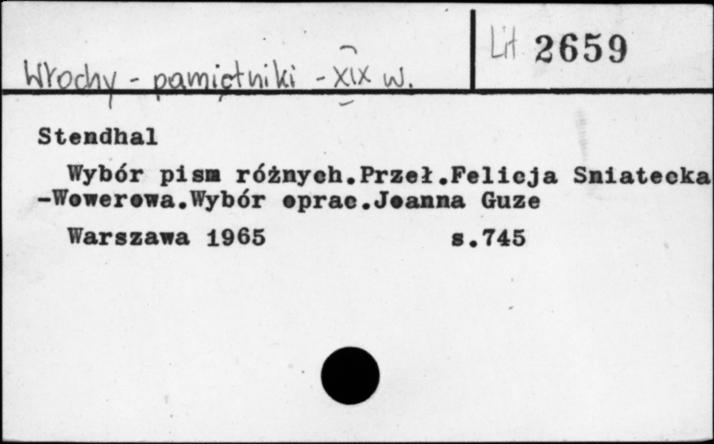 Włochy - pamiętniki - XIX w.
Lit 2659
Stendhal
Wybór pism różnych.Przeł.Felicja Sniatecka
-Wowerowa.Wybór oprac.Joanna Guze
Warszawa 1965 s.745